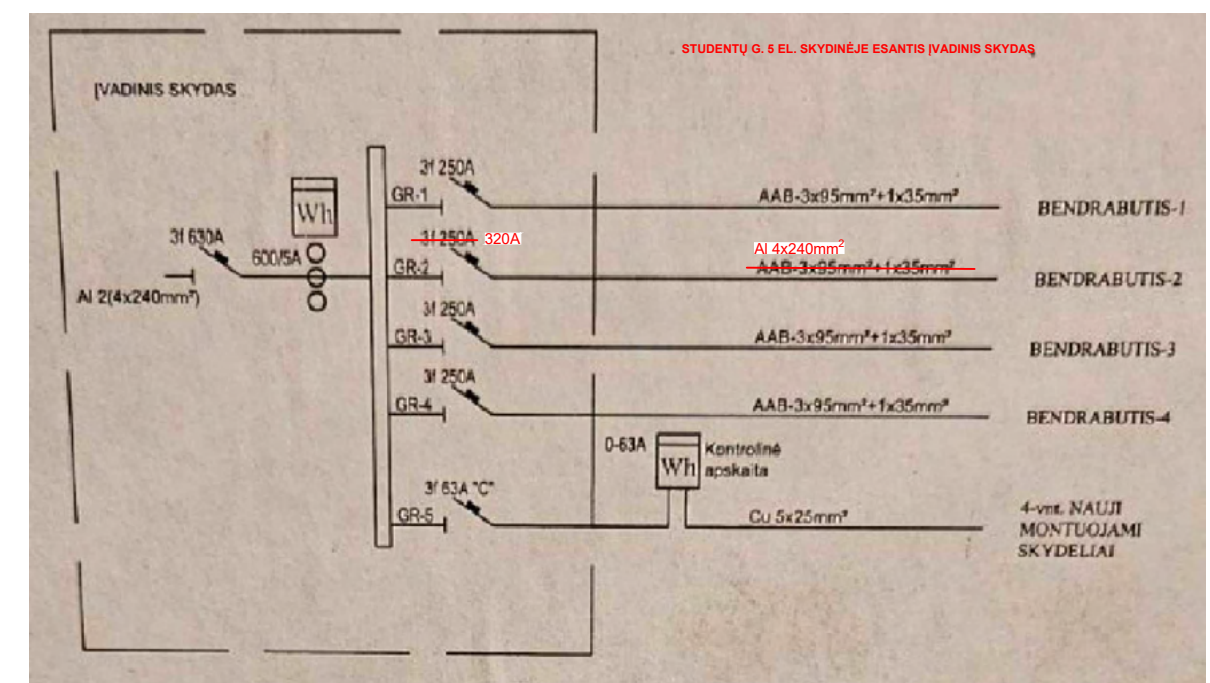 STUDENTŲ G. 5 EL. SKYDINĖJE ESANTIS ĮVADINIS SKYDAS
ĮVADINIS SKYDAS
3f 630A
Al 2(4x240mm²)
Wh
600/5A
3f 250A
GR-1
AAB-3x95mm²+1x35mm²
BENDRABUTIS-1
3f 250A 320A
GR-2
Al 4x240mm²
AAB-3x95mm²+1x35mm²
BENDRABUTIS-2
3f 250A
GR-3
AAB-3x95mm²+1x35mm²
BENDRABUTIS-3
3f 250A
GR-4
AAB-3x95mm²+1x35mm²
BENDRABUTIS-4
0-63A
Wh
Kontrolinė
apskaita
3f 63A "C"
GR-5
Cu 5x25mm²
4-vnt. NAUJI
MONTUOJAMI
SKYDELIAI